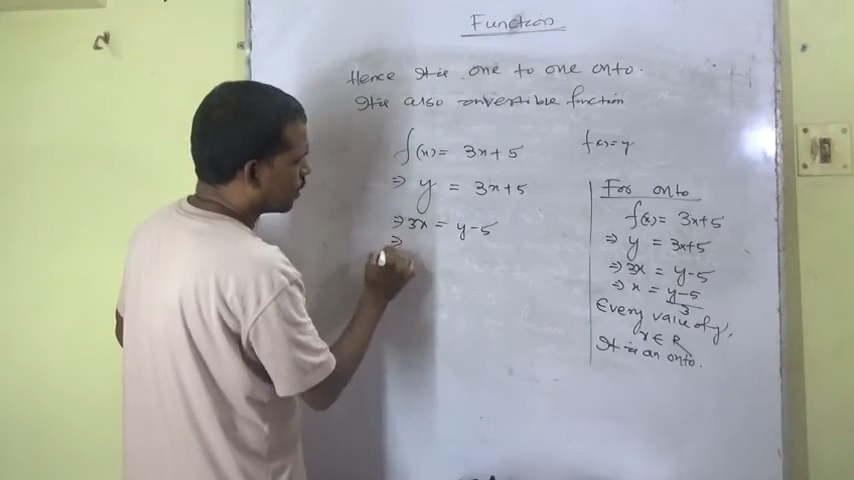 Function
Hence It is one to one onto.
It is also invertible function
f(x) = 3x+5
f(x) = y
⇒ y = 3x+5
⇒ 3x = y-5
⇒
For onto
f(x) = 3x+5
⇒ y = 3x+5
⇒ 3x = y-5
⇒ x = y-5/3
Every value of y,
x ∈ R
It is an onto.